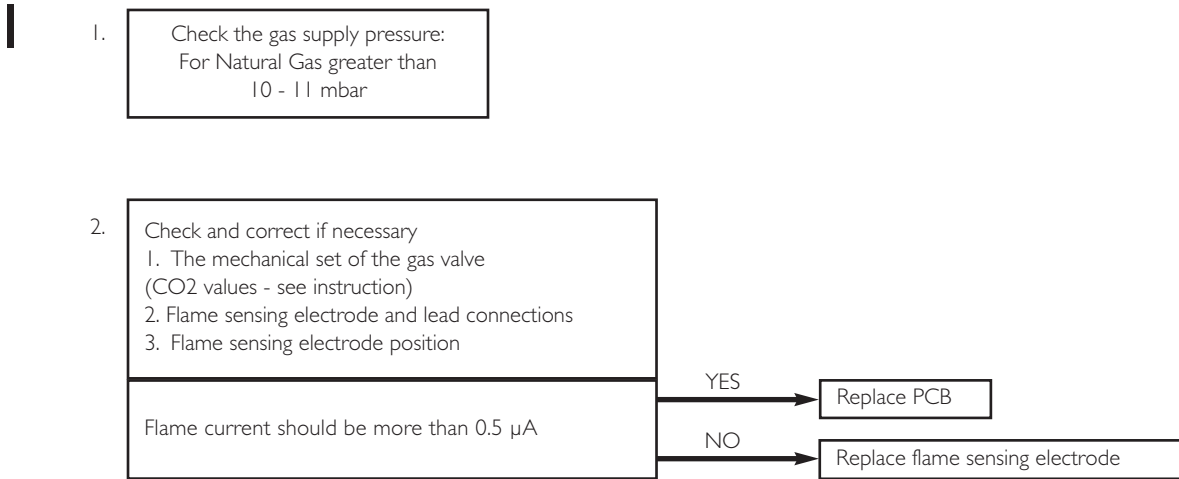 1.
Check the gas supply pressure:
For Natural Gas greater than
10 - 11 mbar
2.
Check and correct if necessary
1. The mechanical set of the gas valve
(CO2 values - see instruction)
2. Flame sensing electrode and lead connections
3. Flame sensing electrode position
Flame current should be more than 0.5 µA
YES
Replace PCB
NO
Replace flame sensing electrode